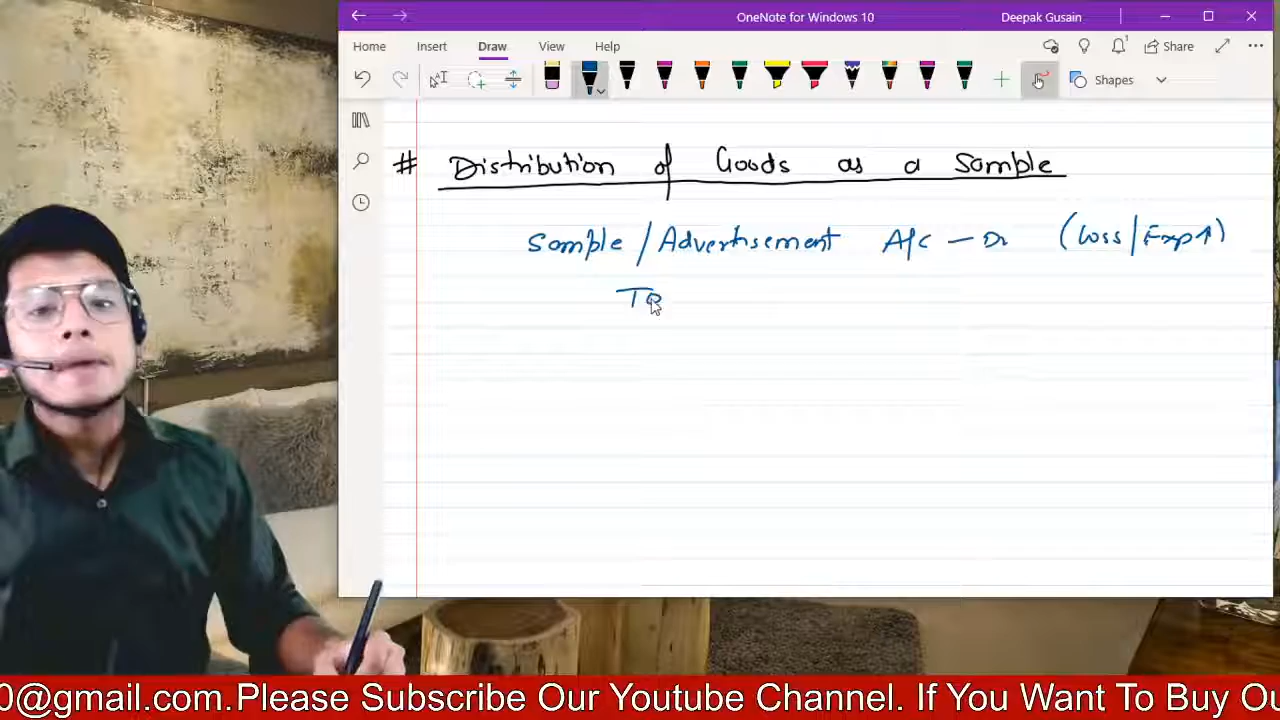 OneNote for Windows 10 Deepak Gusain
Home Insert Draw View Help Share
Shapes
# Distribution of Goods as a Sample
Sample / Advertisement A/c - Dr (Loss/Exp↑)
To
0@gmail.com.Please Subscribe Our Youtube Channel. If You Want To Buy Ou